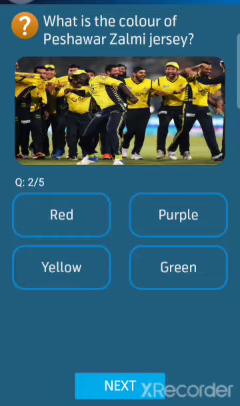 What is the colour of
Peshawar Zalmi jersey?
Q: 2/5
Red
Purple
Yellow
Green
NEXT
XRecorder